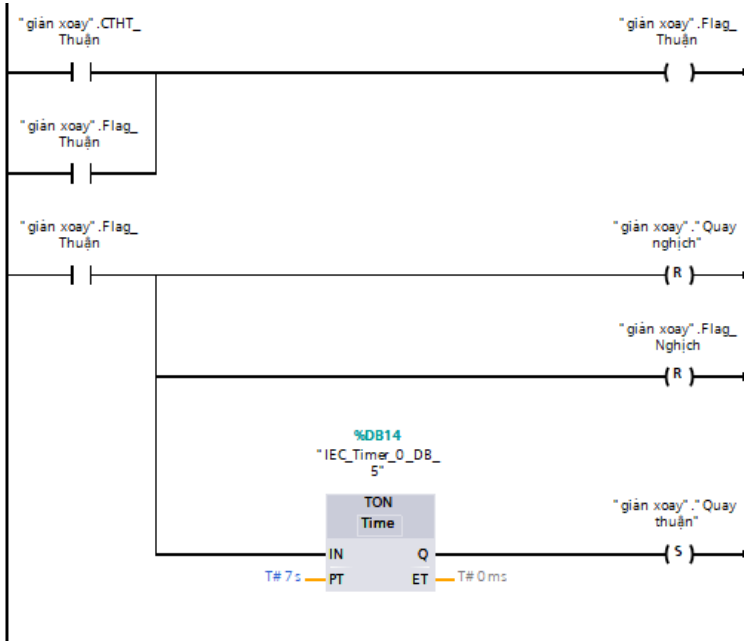 "giàn xoay".CTHT_
Thuận
"giàn xoay".Flag_
Thuận
"giàn xoay".Flag_
Thuận
"giàn xoay".Flag_
Thuận
"giàn xoay"."Quay
nghịch"
R
"giàn xoay".Flag_
Nghịch
R
%DB14
"IEC_Timer_0_DB_
5"
TON
Time
"giàn xoay"."Quay
thuận"
IN Q
S
T#7s PT ET T#0ms